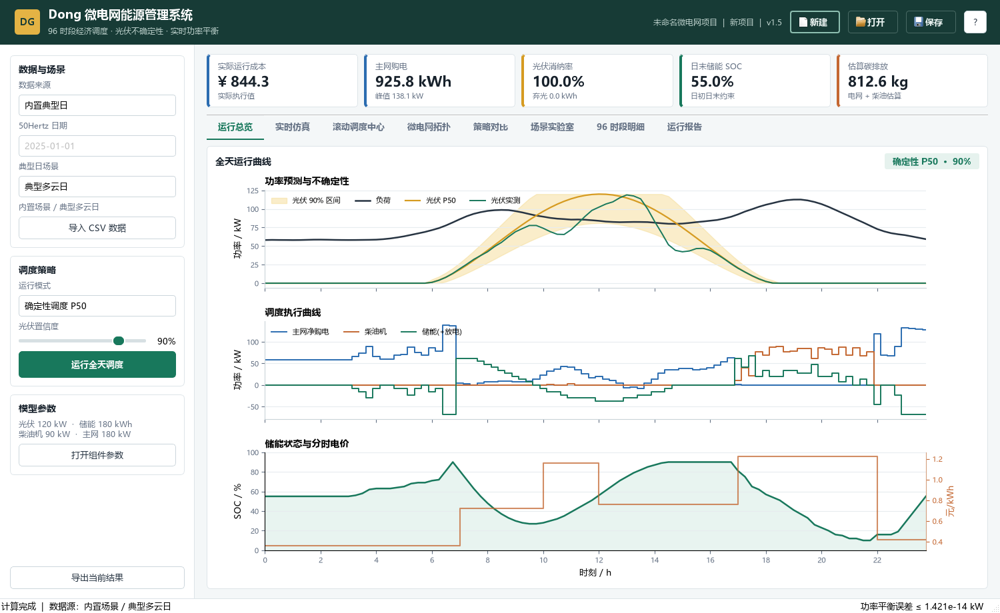 DG
Dong 微电网能源管理系统
96 时段经济调度 · 光伏不确定性 · 实时功率平衡
未命名微电网项目 | 新项目 | v1.5
新建
打开
保存
?
数据与场景
数据来源
内置典型日
50Hertz 日期
2025-01-01
典型日场景
典型多云日
内置场景 / 典型多云日
导入 CSV 数据
调度策略
运行模式
确定性调度 P50
光伏置信度
90%
运行全天调度
模型参数
光伏 120 kW · 储能 180 kWh
柴油机 90 kW · 主网 180 kW
打开组件参数
导出当前结果
实际运行成本
¥ 844.3
实际执行值
主网购电
925.8 kWh
峰值 138.1 kW
光伏消纳率
100.0%
弃光 0.0 kWh
日末储能 SOC
55.0%
日初日末约束
估算碳排放
812.6 kg
电网 + 柴油估算
运行总览 实时仿真 滚动调度中心 微电网拓扑 策略对比 场景实验室 96 时段明细 运行报告
全天运行曲线
确定性 P50 • 90%
功率预测与不确定性
光伏 90% 区间 负荷 光伏 P50 光伏实测
功率 / kW
125
100
75
50
25
0
调度执行曲线
主网净购电 柴油机 储能(+放电)
功率 / kW
100
50
0
-50
储能状态与分时电价
SOC / %
100
80
60
40
20
0
1.2
1.0
0.8
0.6
0.4
元/kWh
0 2 4 6 8 10 12 14 16 18 20 22
时刻 / h
计算完成 | 数据源: 内置场景 / 典型多云日
功率平衡误差 ≤ 1.421e-14 kW